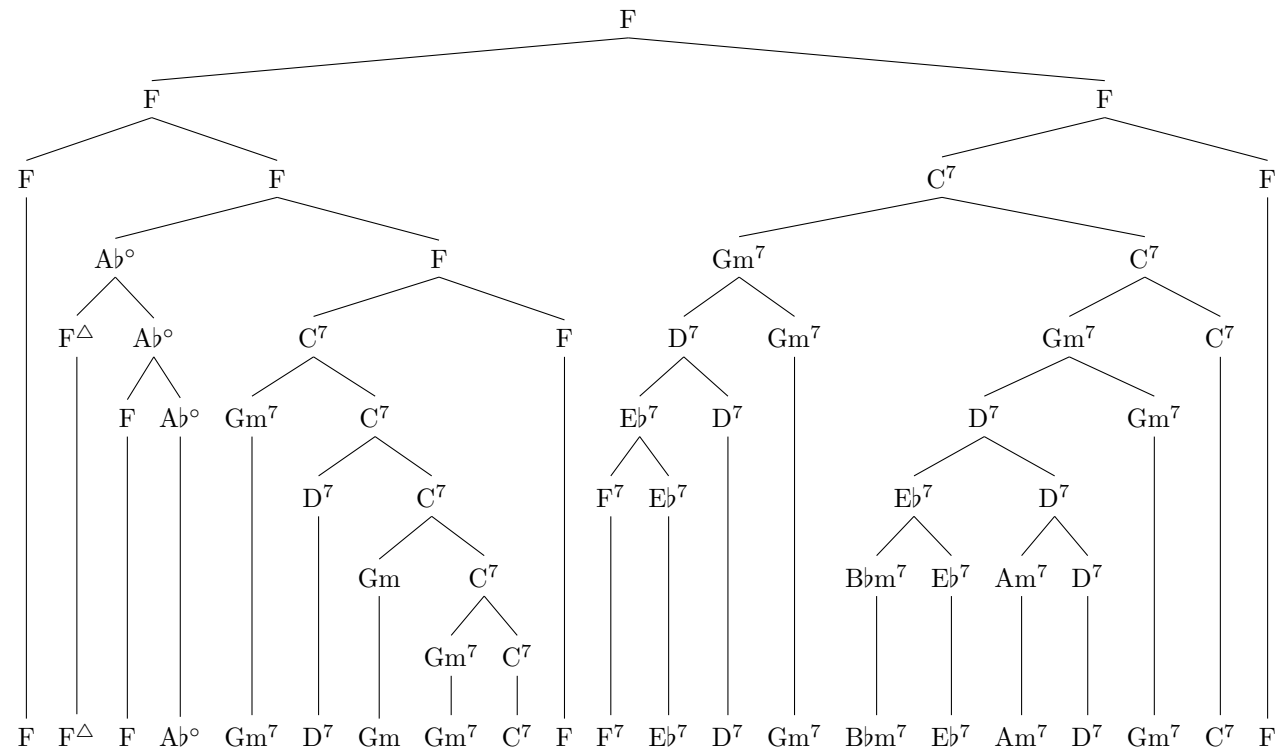 F
F F
F F C⁷ F
A♭° F Gm⁷ C⁷
F△ A♭° C⁷ F D⁷ Gm⁷ Gm⁷ C⁷
F A♭° Gm⁷ C⁷ E♭⁷ D⁷ D⁷ Gm⁷
D⁷ C⁷ F⁷ E♭⁷ E♭⁷ D⁷
Gm C⁷ B♭m⁷ E♭⁷ Am⁷ D⁷
Gm⁷ C⁷
F F△ F A♭° Gm⁷ D⁷ Gm Gm⁷ C⁷ F F⁷ E♭⁷ D⁷ Gm⁷ B♭m⁷ E♭⁷ Am⁷ D⁷ Gm⁷ C⁷ F